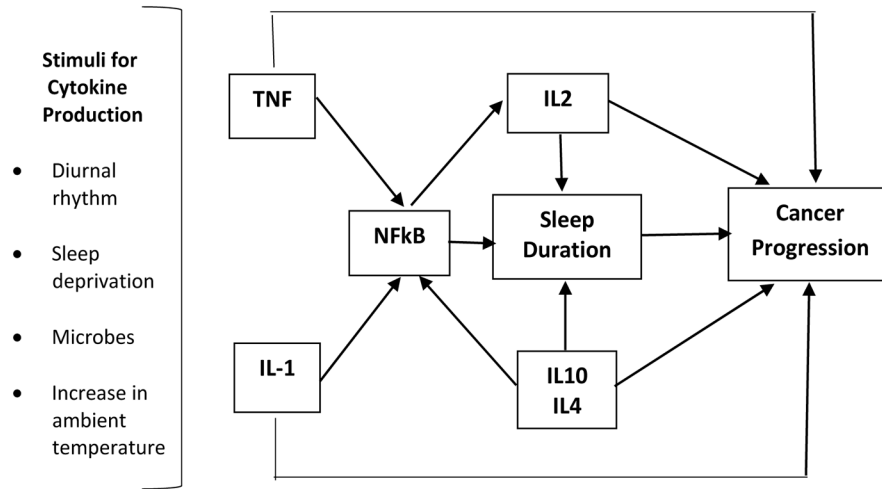 Stimuli for
Cytokine
Production
• Diurnal
rhythm
• Sleep
deprivation
• Microbes
• Increase in
ambient
temperature
TNF
IL2
NFkB
Sleep
Duration
Cancer
Progression
IL-1
IL10
IL4